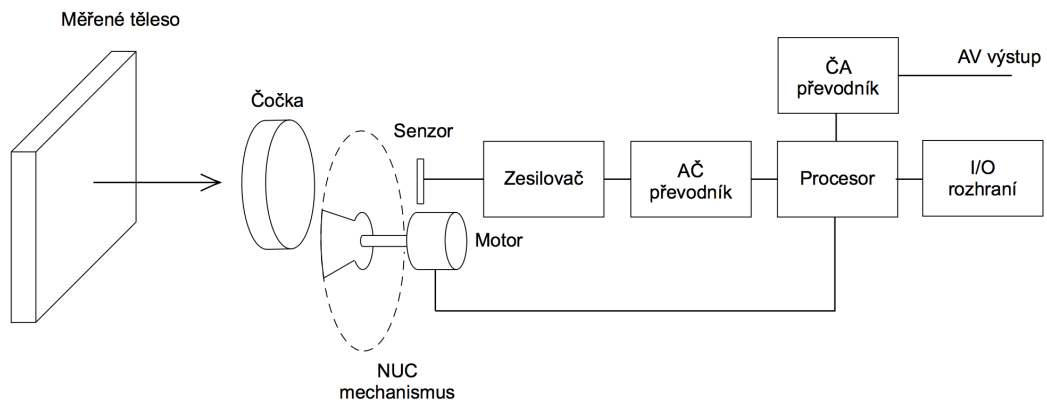 Měřené těleso
Čočka
Senzor
Zesilovač
AČ
převodník
Procesor
ČA
převodník
AV výstup
I/O
rozhraní
Motor
NUC
mechanismus